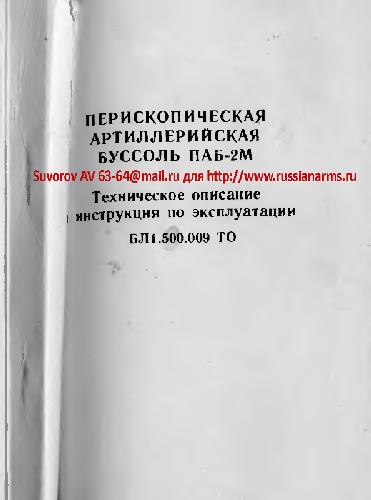 ПЕРИСКОПИЧЕСКАЯ
АРТИЛЛЕРИЙСКАЯ
БУССОЛЬ ПАБ-2М
Suvorov AV 63-64@mail.ru для http://www.russianarms.ru
Техническое описание
инструкция по эксплуатации
БЛ1.500.009 ТО